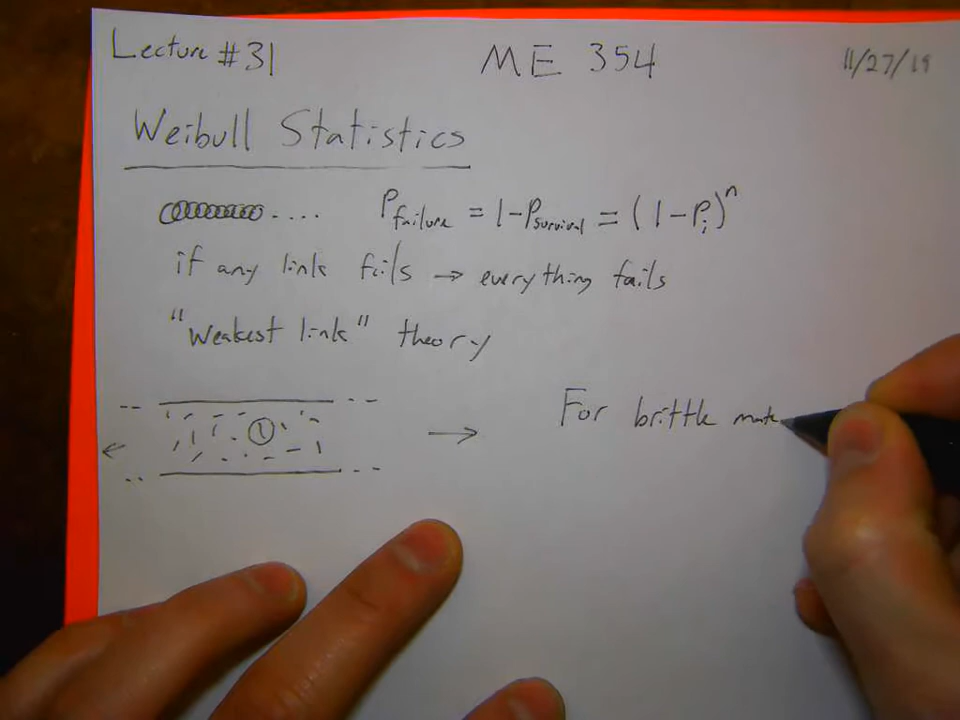 Lecture #31 ME 354 11/27/19
Weibull Statistics
P_failure = 1-P_survival = (1-P_i)^n
if any link fails → everything fails
"Weakest link" theory
For brittle mate